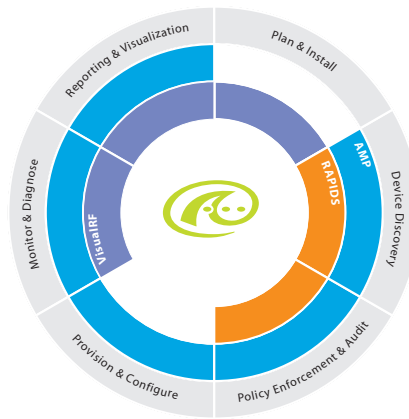 Reporting & Visualization
Plan & Install
Monitor & Diagnose
AMP
Device Discovery
RAPIDS
VisualRF
Provision & Configure
Policy Enforcement & Audit